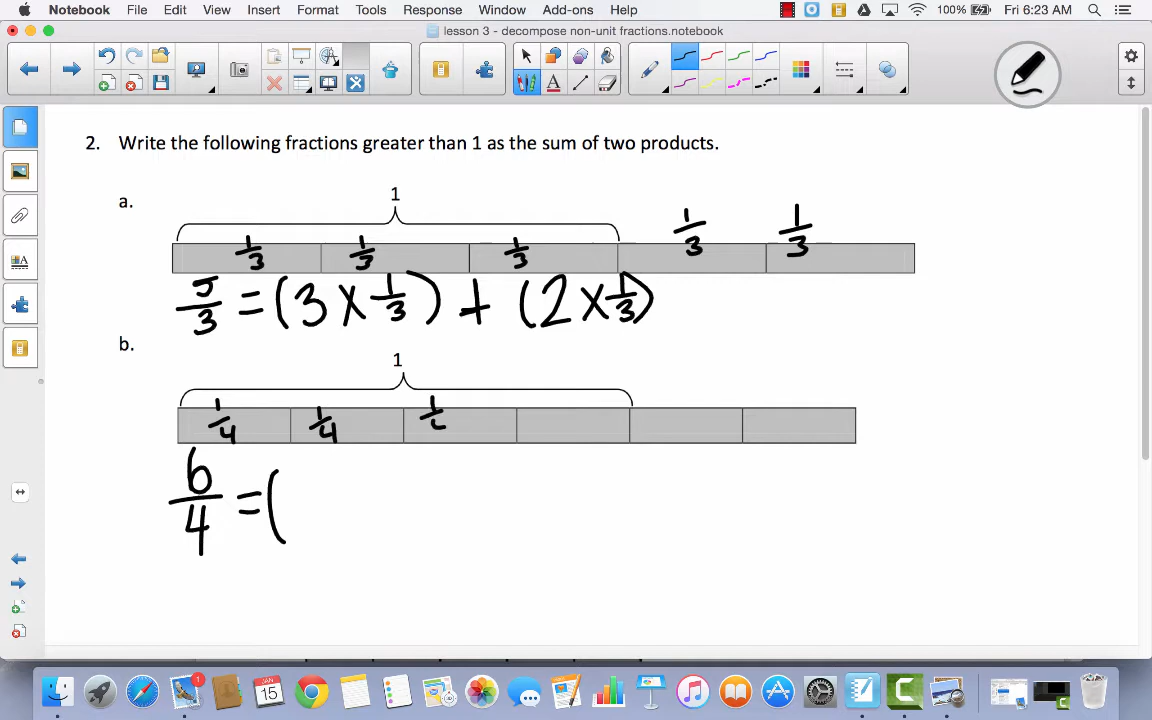 Notebook File Edit View Insert Format Tools Response Window Add-ons Help 100% Fri 6:23 AM
lesson 3 - decompose non-unit fractions.notebook
2. Write the following fractions greater than 1 as the sum of two products.
a.
1
1/3 1/3 1/3 1/3 1/3
5/3 = (3 × 1/3) + (2 × 1/3)
b.
1
1/4 1/4
6/4 = (
JAN 15
1